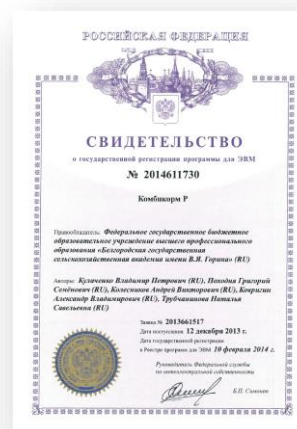 РОССИЙСКАЯ ФЕДЕРАЦИЯ
СВИДЕТЕЛЬСТВО
о государственной регистрации программы для ЭВМ
№ 2014611730
Комбикорм Р
Правообладатель: Федеральное государственное бюджетное
образовательное учреждение высшего профессионального
образования «Белгородская государственная
сельскохозяйственная академия имени В.Я. Горина» (RU)
Авторы: Кулаченко Владимир Петрович (RU), Походня Григорий
Семёнович (RU), Колесников Андрей Викторович (RU), Ковригин
Александр Владимирович (RU), Трубчанинова Наталья
Савельевна (RU)
Заявка № 2013661517
Дата поступления 12 декабря 2013 г.
Дата государственной регистрации
в Реестре программ для ЭВМ 10 февраля 2014 г.
Руководитель Федеральной службы
по интеллектуальной собственности
Б.П. Симонов